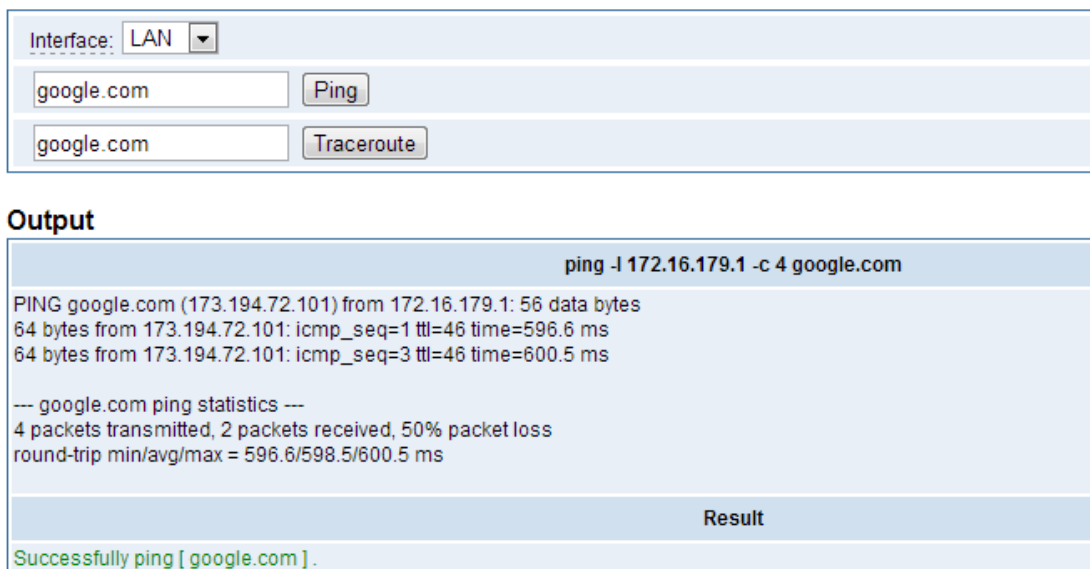 Interface: LAN
google.com Ping
google.com Traceroute
Output
ping -I 172.16.179.1 -c 4 google.com
PING google.com (173.194.72.101) from 172.16.179.1: 56 data bytes
64 bytes from 173.194.72.101: icmp_seq=1 ttl=46 time=596.6 ms
64 bytes from 173.194.72.101: icmp_seq=3 ttl=46 time=600.5 ms
--- google.com ping statistics ---
4 packets transmitted, 2 packets received, 50% packet loss
round-trip min/avg/max = 596.6/598.5/600.5 ms
Result
Successfully ping [ google.com ] .